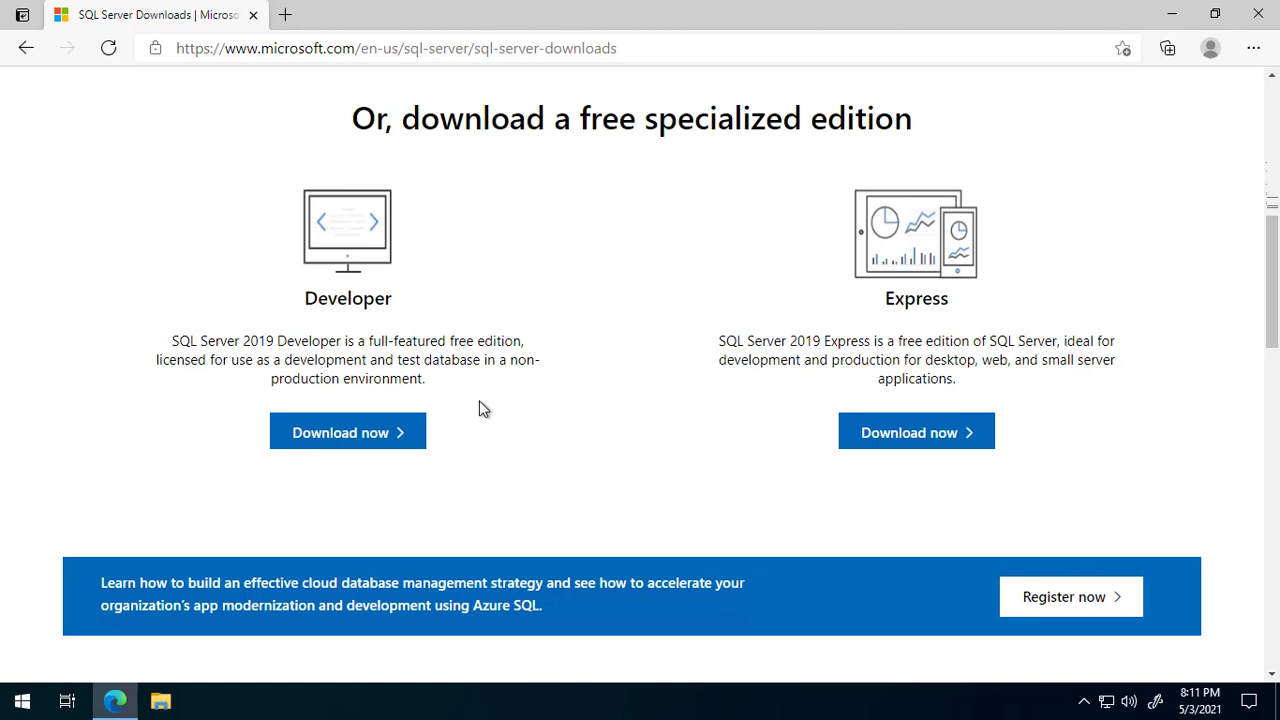 SQL Server Downloads | Microso
https://www.microsoft.com/en-us/sql-server/sql-server-downloads
Or, download a free specialized edition
Developer
SQL Server 2019 Developer is a full-featured free edition,
licensed for use as a development and test database in a non-
production environment.
Download now
Express
SQL Server 2019 Express is a free edition of SQL Server, ideal for
development and production for desktop, web, and small server
applications.
Download now
Learn how to build an effective cloud database management strategy and see how to accelerate your
organization's app modernization and development using Azure SQL.
Register now
8:11 PM
5/3/2021